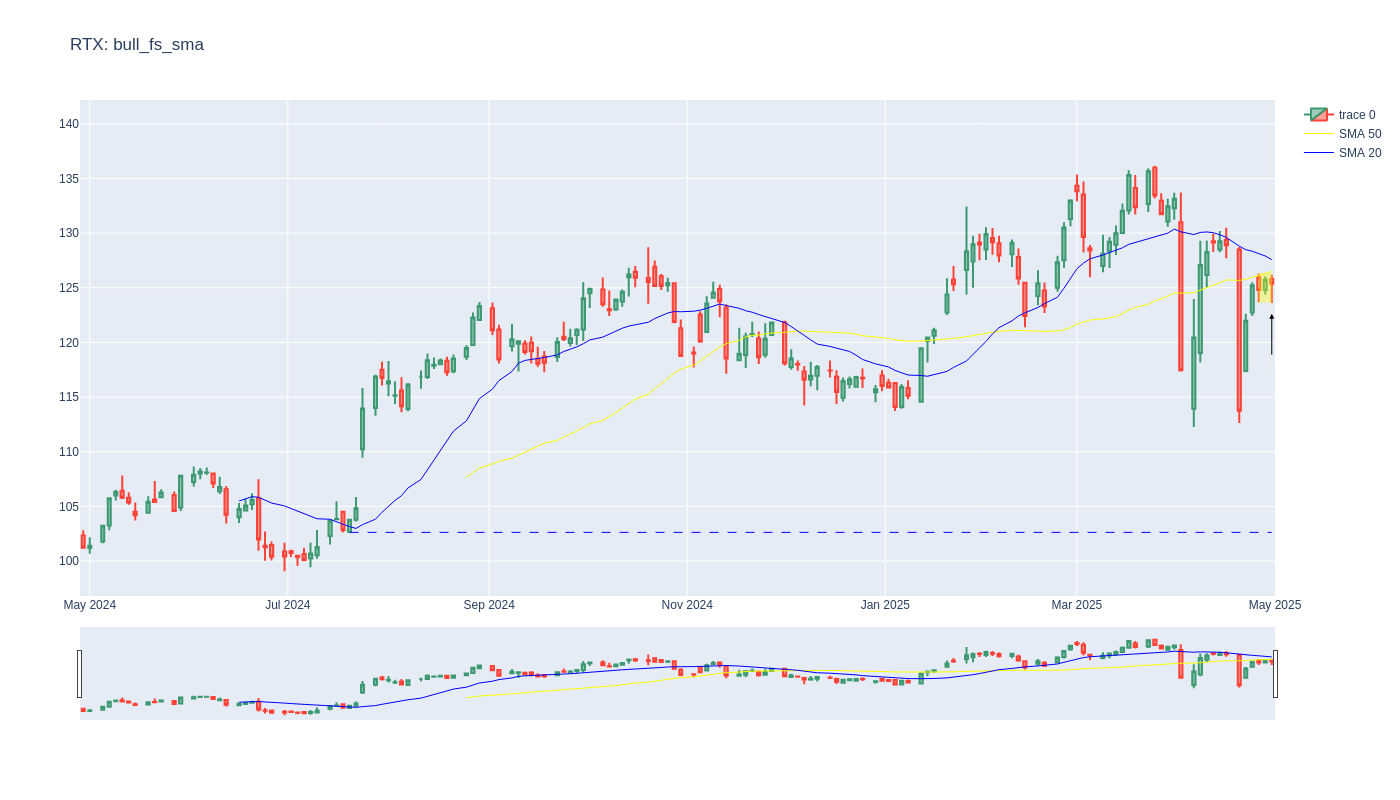 RTX: bull_fs_sma
trace 0
SMA 50
SMA 20
140
135
130
125
120
115
110
105
100
May 2024
Jul 2024
Sep 2024
Nov 2024
Jan 2025
Mar 2025
May 2025